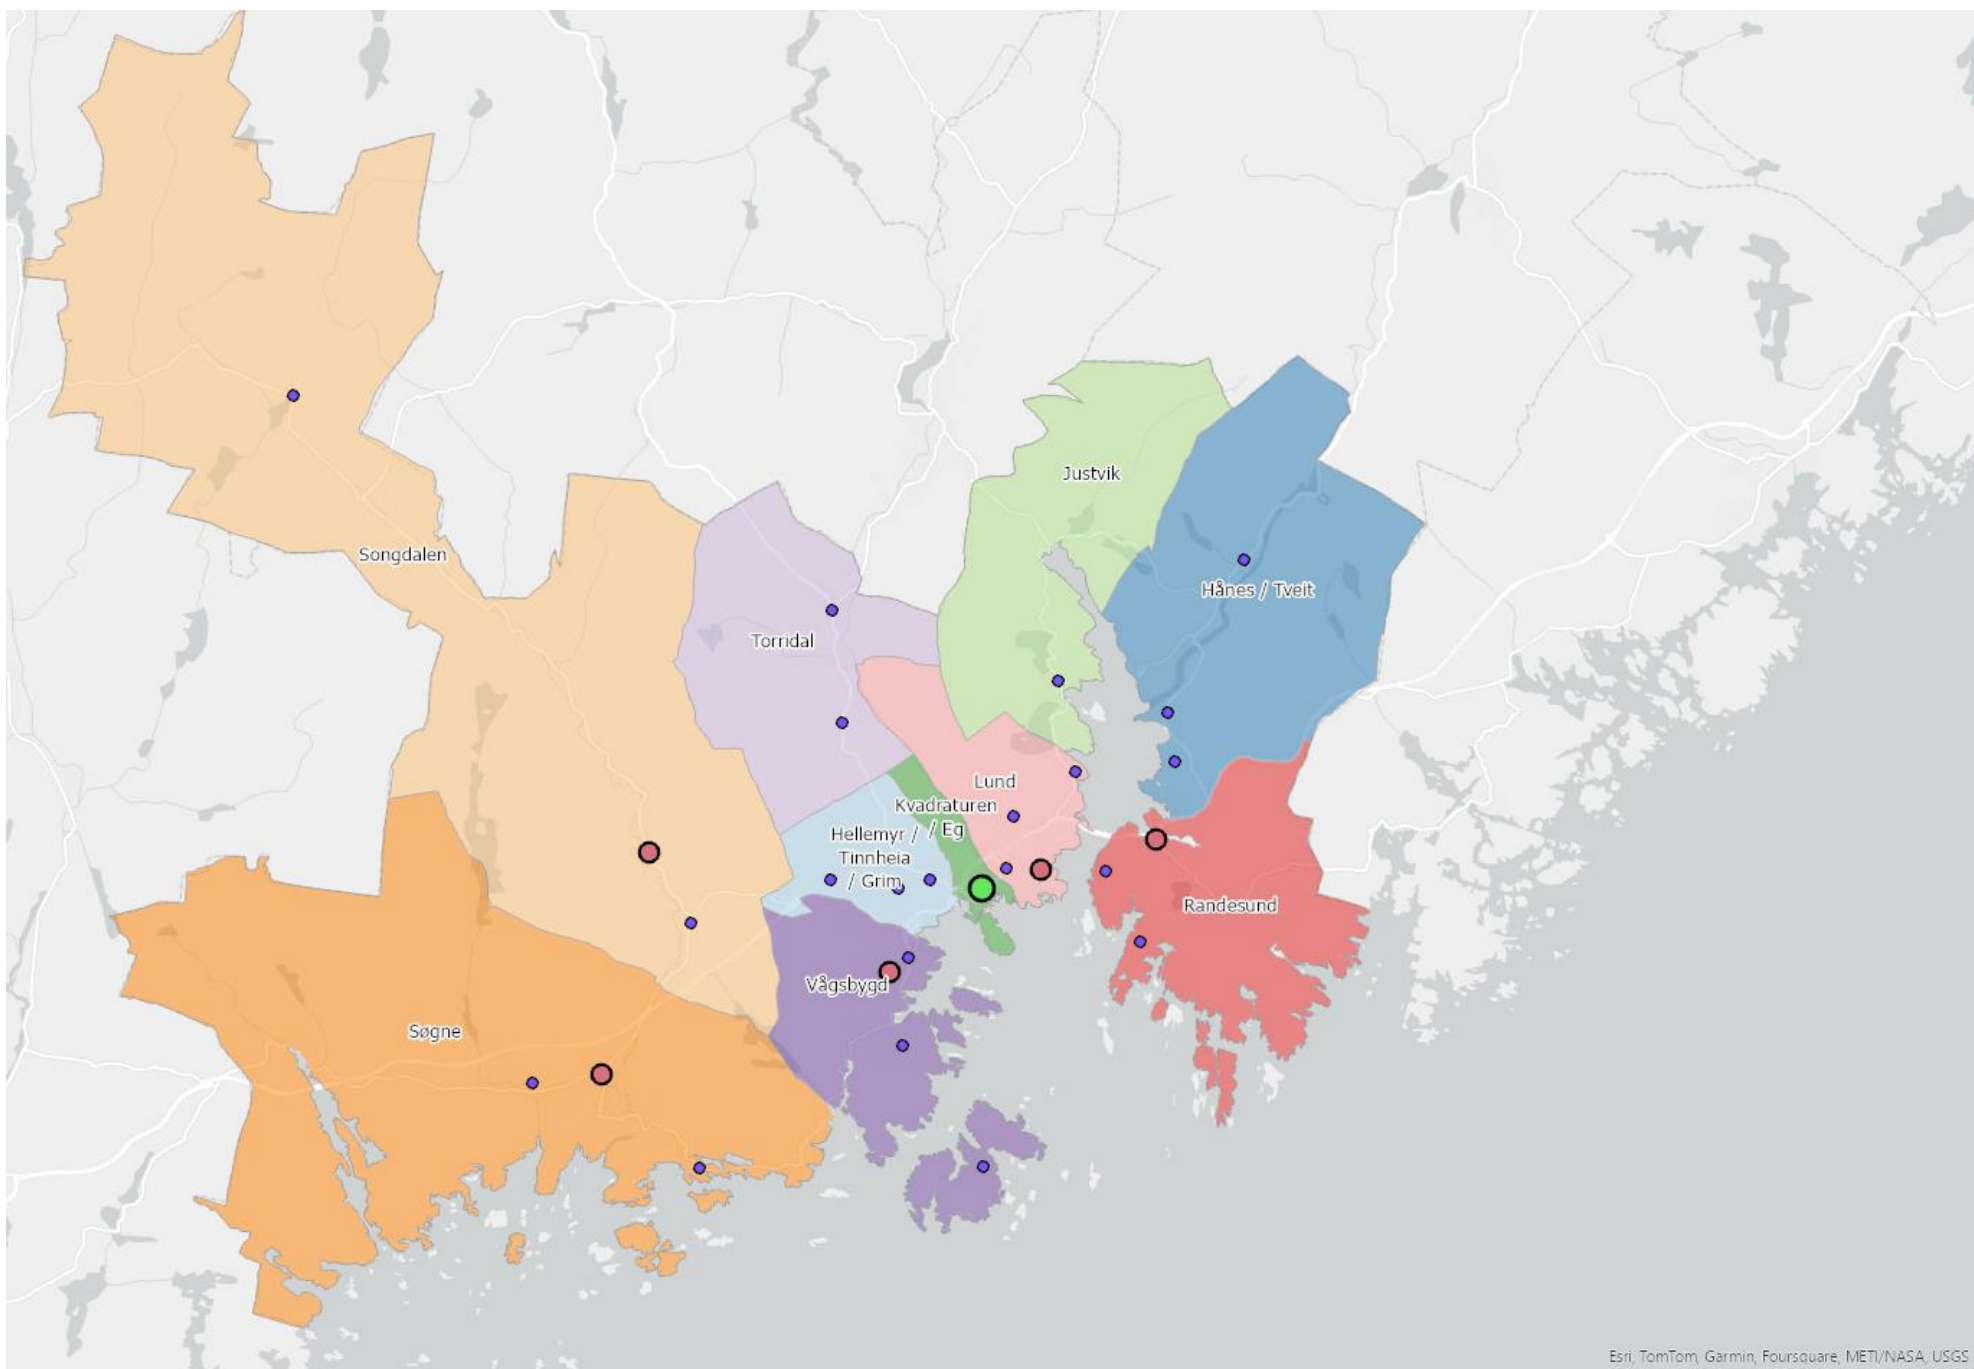 Justvik
Songdalen
Hånes / Tveit
Torridal
Lund
Kvadraturen
/ Eg
Hellemyr /
Tinnheia
/ Grim
Randesund
Vågsbygd
Søgne
Esri, TomTom, Garmin, Foursquare, METI/NASA, USGS